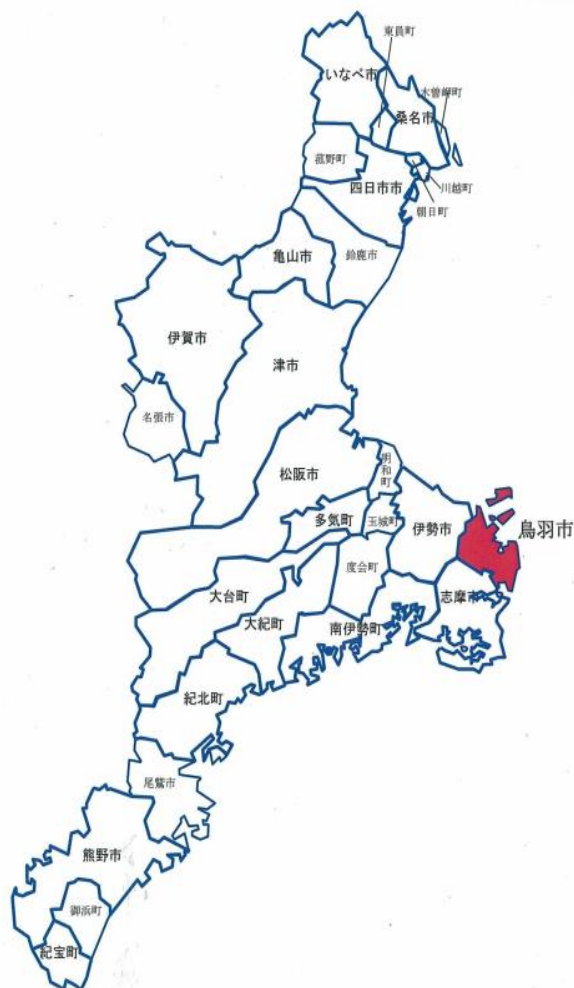 東員町
いなべ市
木曽岬町
桑名市
菰野町
四日市市
川越町
朝日町
亀山市
鈴鹿市
伊賀市
津市
名張市
松阪市
明和町
多気町
玉城町
伊勢市
鳥羽市
度会町
大台町
志摩市
大紀町
南伊勢町
紀北町
尾鷲市
熊野市
御浜町
紀宝町